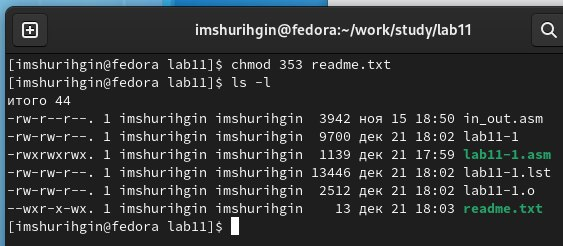 imshurihgin@fedora:~/work/study/lab11
[imshurihgin@fedora lab11]$ chmod 353 readme.txt
[imshurihgin@fedora lab11]$ ls -l
итого 44
-rw-r--r--. 1 imshurihgin imshurihgin  3942 ноя 15 18:50 in_out.asm
-rw-rw-r--. 1 imshurihgin imshurihgin  9700 дек 21 18:02 lab11-1
-rwxrwxrwx. 1 imshurihgin imshurihgin  1139 дек 21 17:59 lab11-1.asm
-rw-rw-r--. 1 imshurihgin imshurihgin 13446 дек 21 18:02 lab11-1.lst
-rw-rw-r--. 1 imshurihgin imshurihgin  2512 дек 21 18:02 lab11-1.o
--wxr-x-wx. 1 imshurihgin imshurihgin    13 дек 21 18:03 readme.txt
[imshurihgin@fedora lab11]$